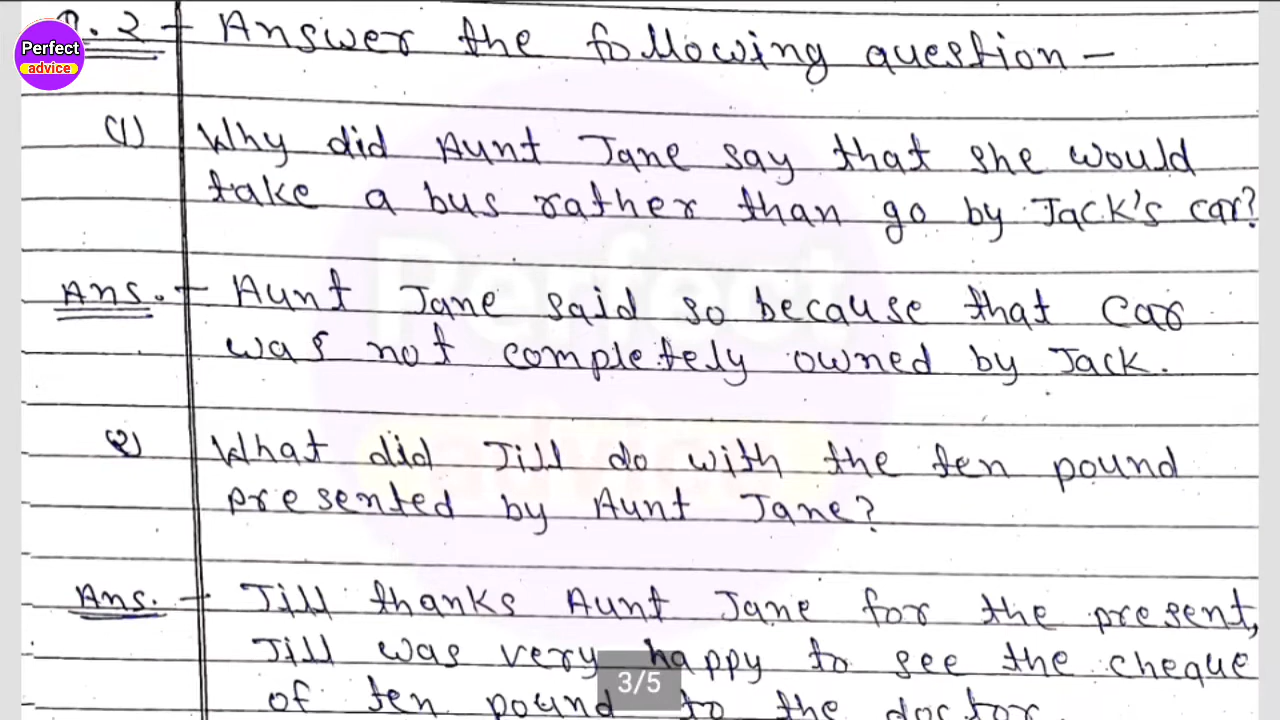 Perfect
advice
Q.2 - Answer the following question -
(1) Why did Aunt Jane say that she would
take a bus rather than go by Jack's car?
Ans. - Aunt Jane said so because that car
was not completely owned by Jack.
2) What did Jill do with the ten pound
presented by Aunt Jane?
Ans. - Jill thanks Aunt Jane for the present,
Jill was very happy to see the cheque
of ten pound to the doctor.
3/5